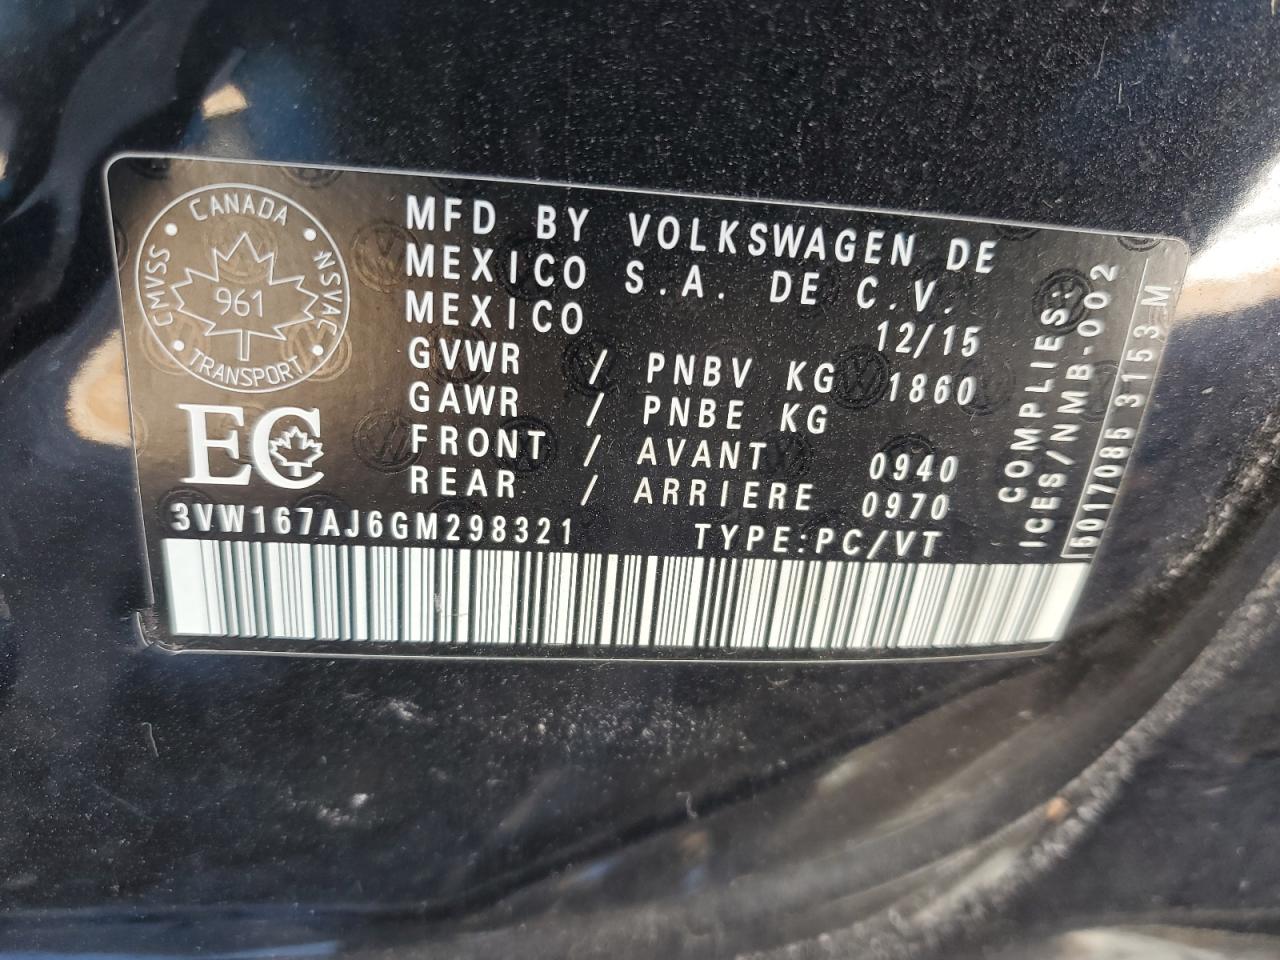 CANADA
CMVSS NSVAC
961
TRANSPORT
EC
MFD BY VOLKSWAGEN DE
MEXICO S.A. DE C.V.
MEXICO 12/15
GVWR / PNBV KG 1860
GAWR / PNBE KG
FRONT / AVANT 0940
REAR / ARRIERE 0970
3VW167AJ6GM298321 TYPE:PC/VT
COMPLIES:
ICES/NMB-002
5017085 3153 M